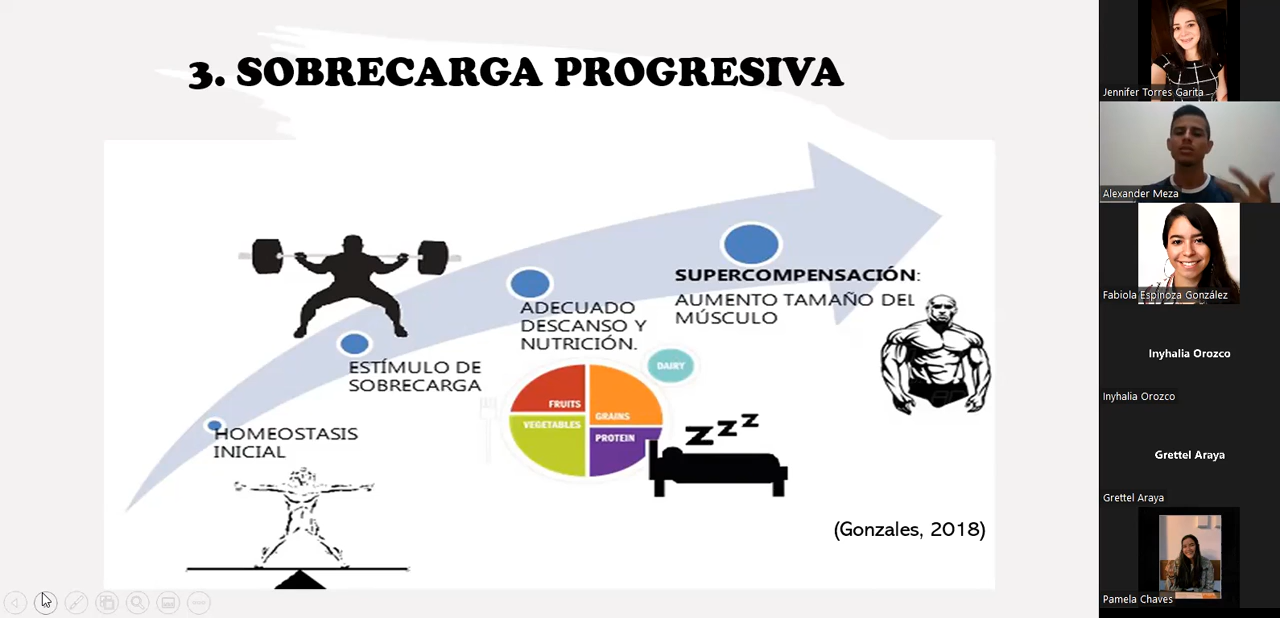 3. SOBRECARGA PROGRESIVA
SUPERCOMPENSACIÓN:
AUMENTO TAMAÑO DEL
MÚSCULO
ADECUADO
DESCANSO Y
NUTRICIÓN.
ESTÍMULO DE
SOBRECARGA
HOMEOSTASIS
INICIAL
DAIRY
FRUITS
GRAINS
VEGETABLES
PROTEIN
z z z
(Gonzales, 2018)
Jennifer Torres Garita
Alexander Meza
Fabiola Espinoza González
Inyhalia Orozco
Inyhalia Orozco
Grettel Araya
Grettel Araya
Pamela Chaves